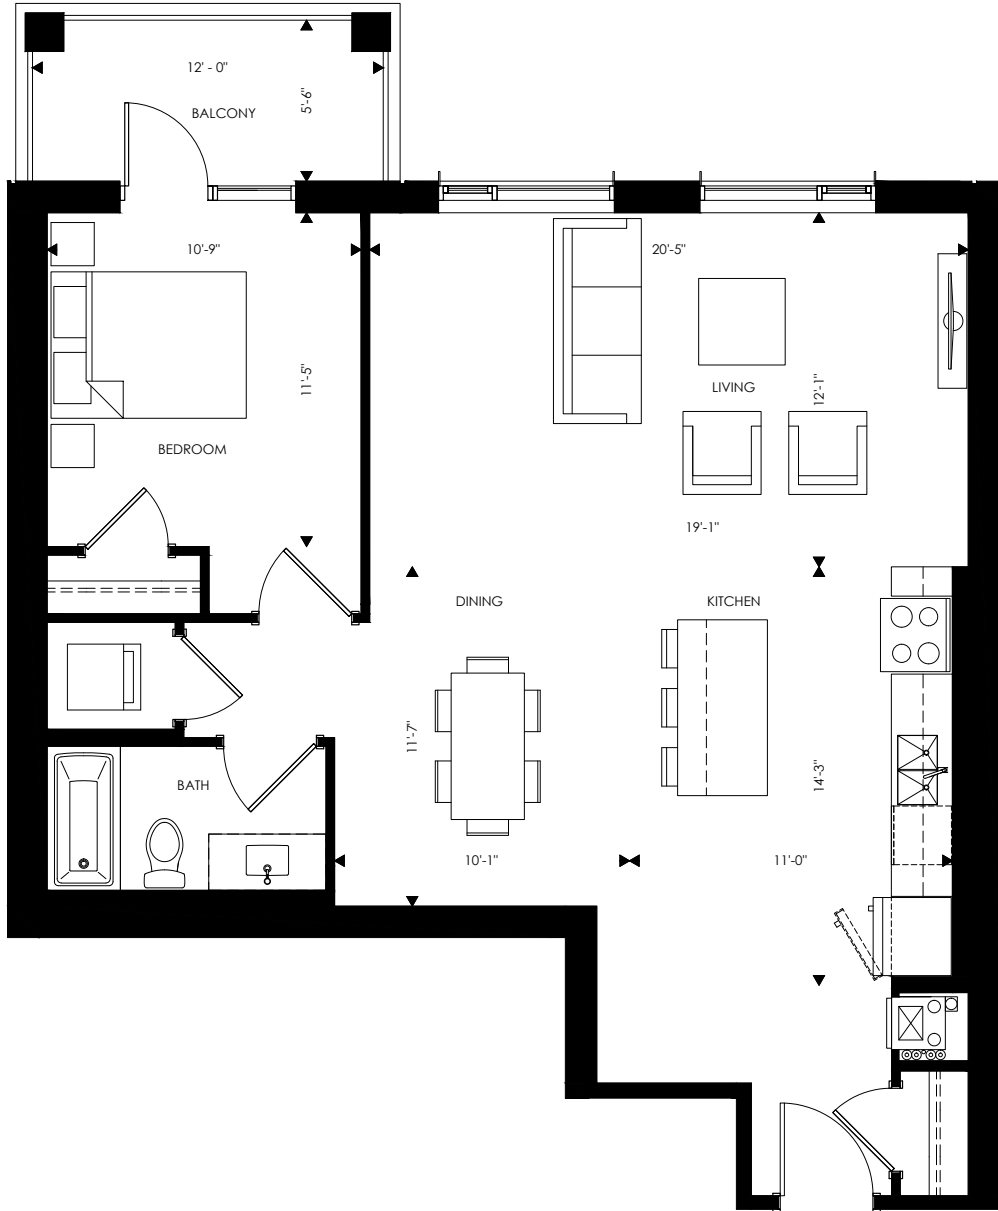 12' - 0"
5'-6"
BALCONY
10'-9"
20'-5"
11'-5"
LIVING
12'-1"
BEDROOM
19'-1"
DINING
KITCHEN
11'-7"
14'-3"
BATH
10'-1"
11'-0"